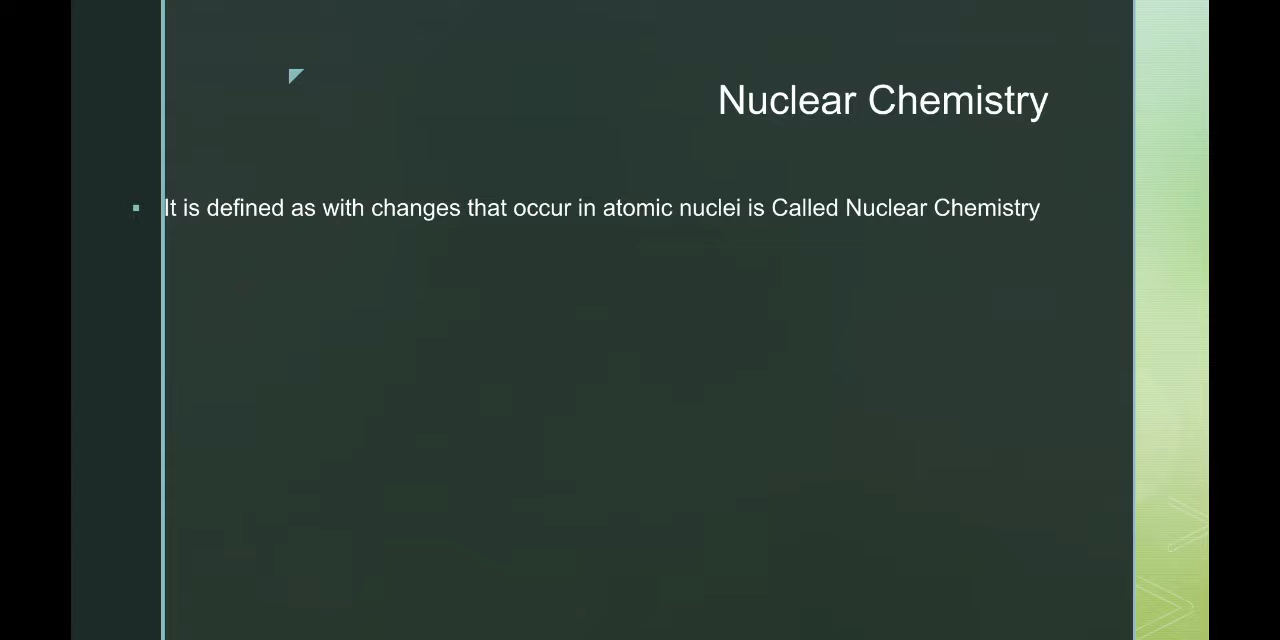 Nuclear Chemistry
It is defined as with changes that occur in atomic nuclei is Called Nuclear Chemistry